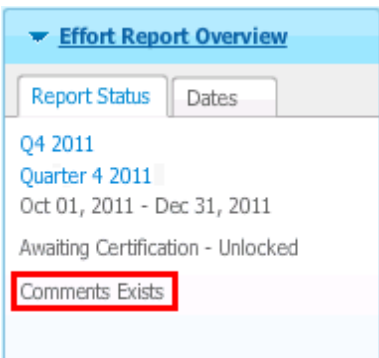 Effort Report Overview
Report Status Dates
Q4 2011
Quarter 4 2011
Oct 01, 2011 - Dec 31, 2011
Awaiting Certification - Unlocked
Comments Exists